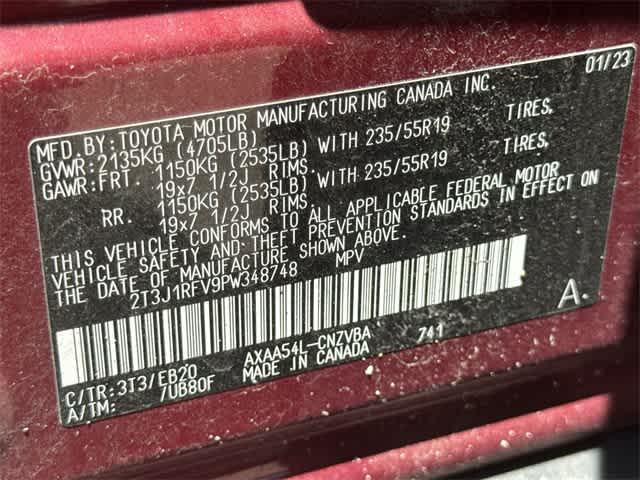 01/23
MFD.BY:TOYOTA MOTOR MANUFACTURING CANADA INC.
GVWR:2135KG (4705LB)
GAWR:FRT. 1150KG (2535LB) WITH 235/55R19 TIRES,
19x7 1/2J RIMS.
RR. 1150KG (2535LB) WITH 235/55R19 TIRES,
19x7 1/2J RIMS.
THIS VEHICLE CONFORMS TO ALL APPLICABLE FEDERAL MOTOR
VEHICLE SAFETY AND THEFT PREVENTION STANDARDS IN EFFECT ON
THE DATE OF MANUFACTURE SHOWN ABOVE.
2T3J1RFV9PW348748 MPV
A.
C/TR:3T3/EB20 AXAA54L-CNZVBA 741
A/TM: /UB80F MADE IN CANADA